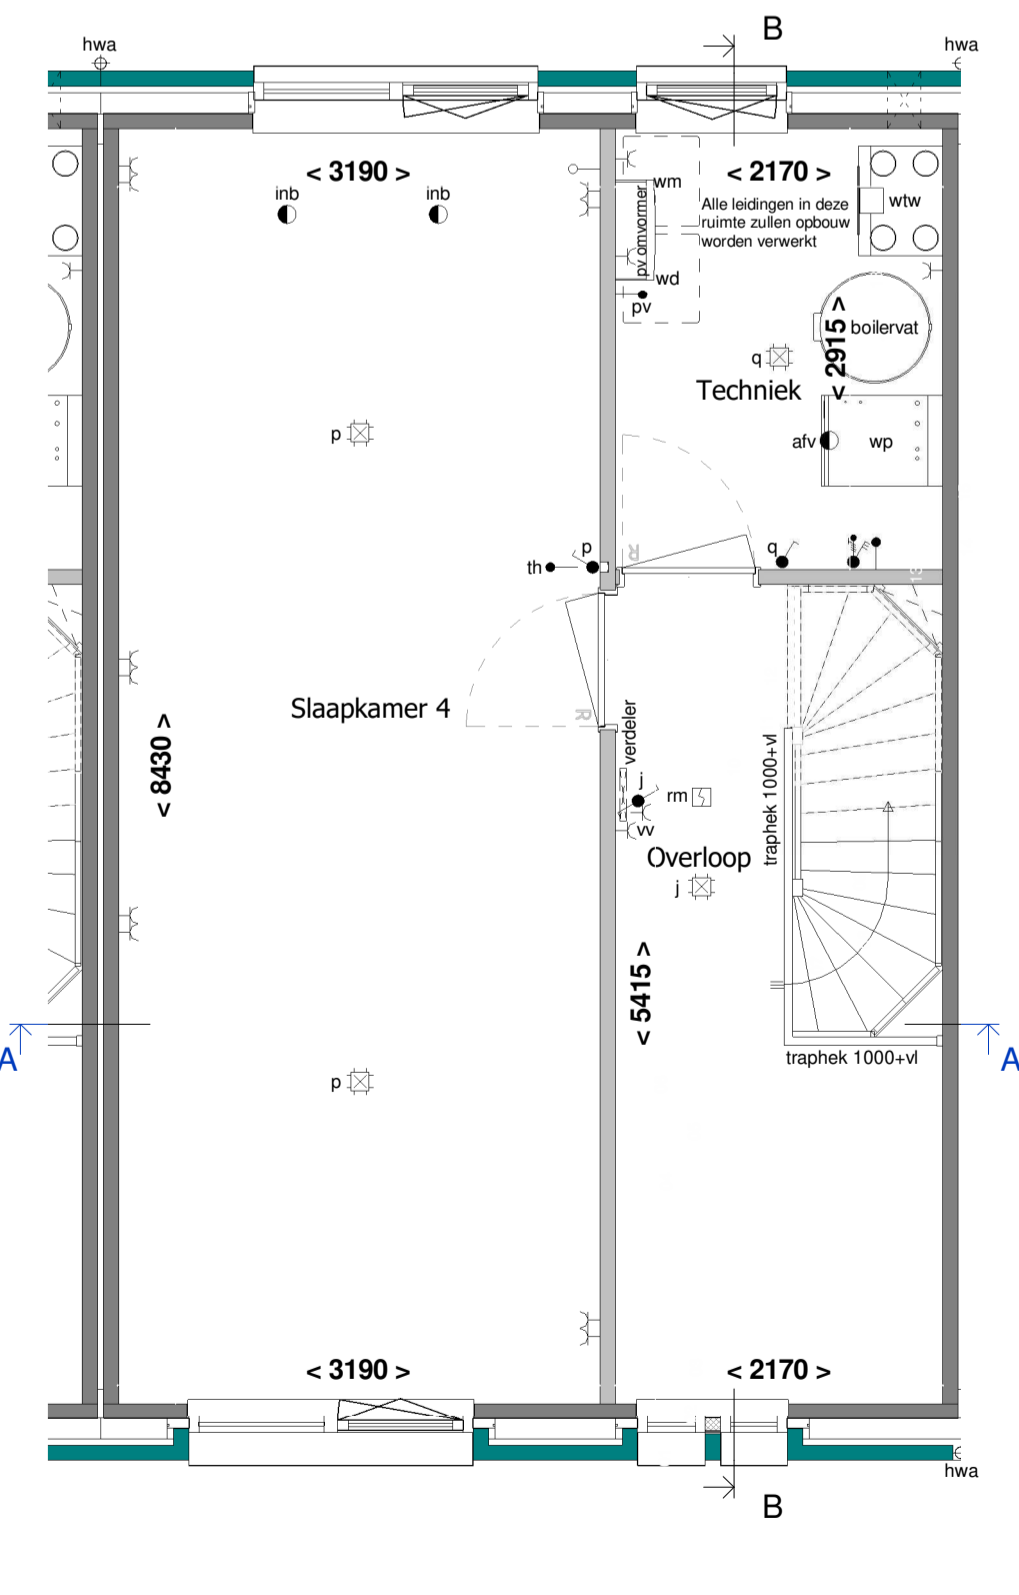 B
hwa
hwa
< 3190 >
< 2170 >
inb
inb
wm
Alle leidingen in deze
ruimte zullen opbouw
worden verwerkt
wtw
pv omvormer
wd
pv
boilervat
< 2915 >
q
Techniek
p
afv
wp
th
p
R
q
13
Slaapkamer 4
R
verdeler
< 8430 >
j
rm
vv
traphek 1000+vl
Overloop
j
< 5415 >
A
A
traphek 1000+vl
p
< 3190 >
< 2170 >
hwa
B